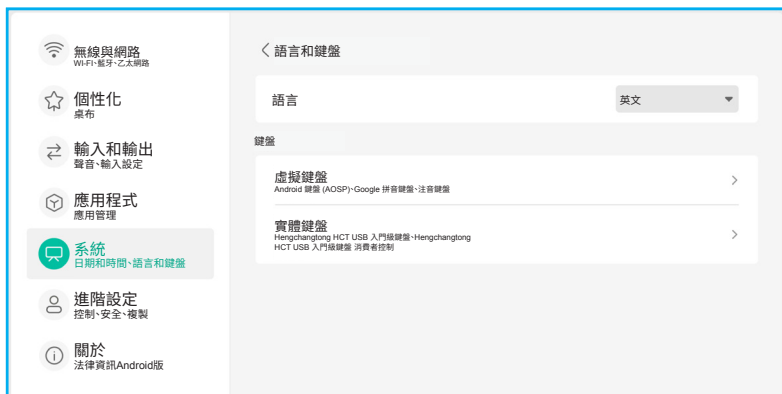 無線與網路
WI-FI、藍牙、乙太網路
個性化
桌布
輸入和輸出
聲音、輸入設定
應用程式
應用管理
系統
日期和時間、語言和鍵盤
進階設定
控制、安全、複製
關於
法律資訊Android版
語言和鍵盤
語言
英文
鍵盤
虛擬鍵盤
Android 鍵盤 (AOSP)、Google 拼音鍵盤、注音鍵盤
實體鍵盤
Hengchangtong HCT USB 入門級鍵盤、Hengchangtong
HCT USB 入門級鍵盤 消費者控制